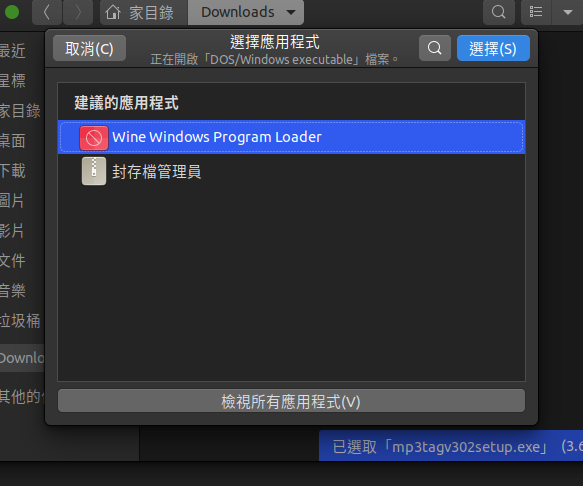 家目錄
Downloads
取消(C)
選擇應用程式
正在開啟「DOS/Windows executable」檔案。
選擇(S)
最近
星標
家目錄
桌面
下載
圖片
影片
文件
音樂
垃圾桶
建議的應用程式
Wine Windows Program Loader
封存檔管理員
檢視所有應用程式(V)
已選取「mp3tagv302setup.exe」 (3.6